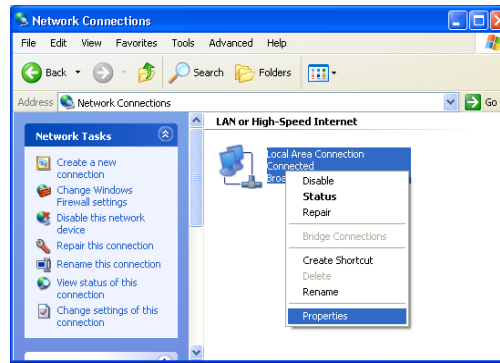 Network Connections
File Edit View Favorites Tools Advanced Help
Back Search Folders
Address Network Connections Go
Network Tasks
Create a new
connection
Change Windows
Firewall settings
Disable this network
device
Repair this connection
Rename this connection
View status of this
connection
Change settings of this
connection
LAN or High-Speed Internet
Local Area Connection
Connected
Disable
Status
Repair
Bridge Connections
Create Shortcut
Delete
Rename
Properties